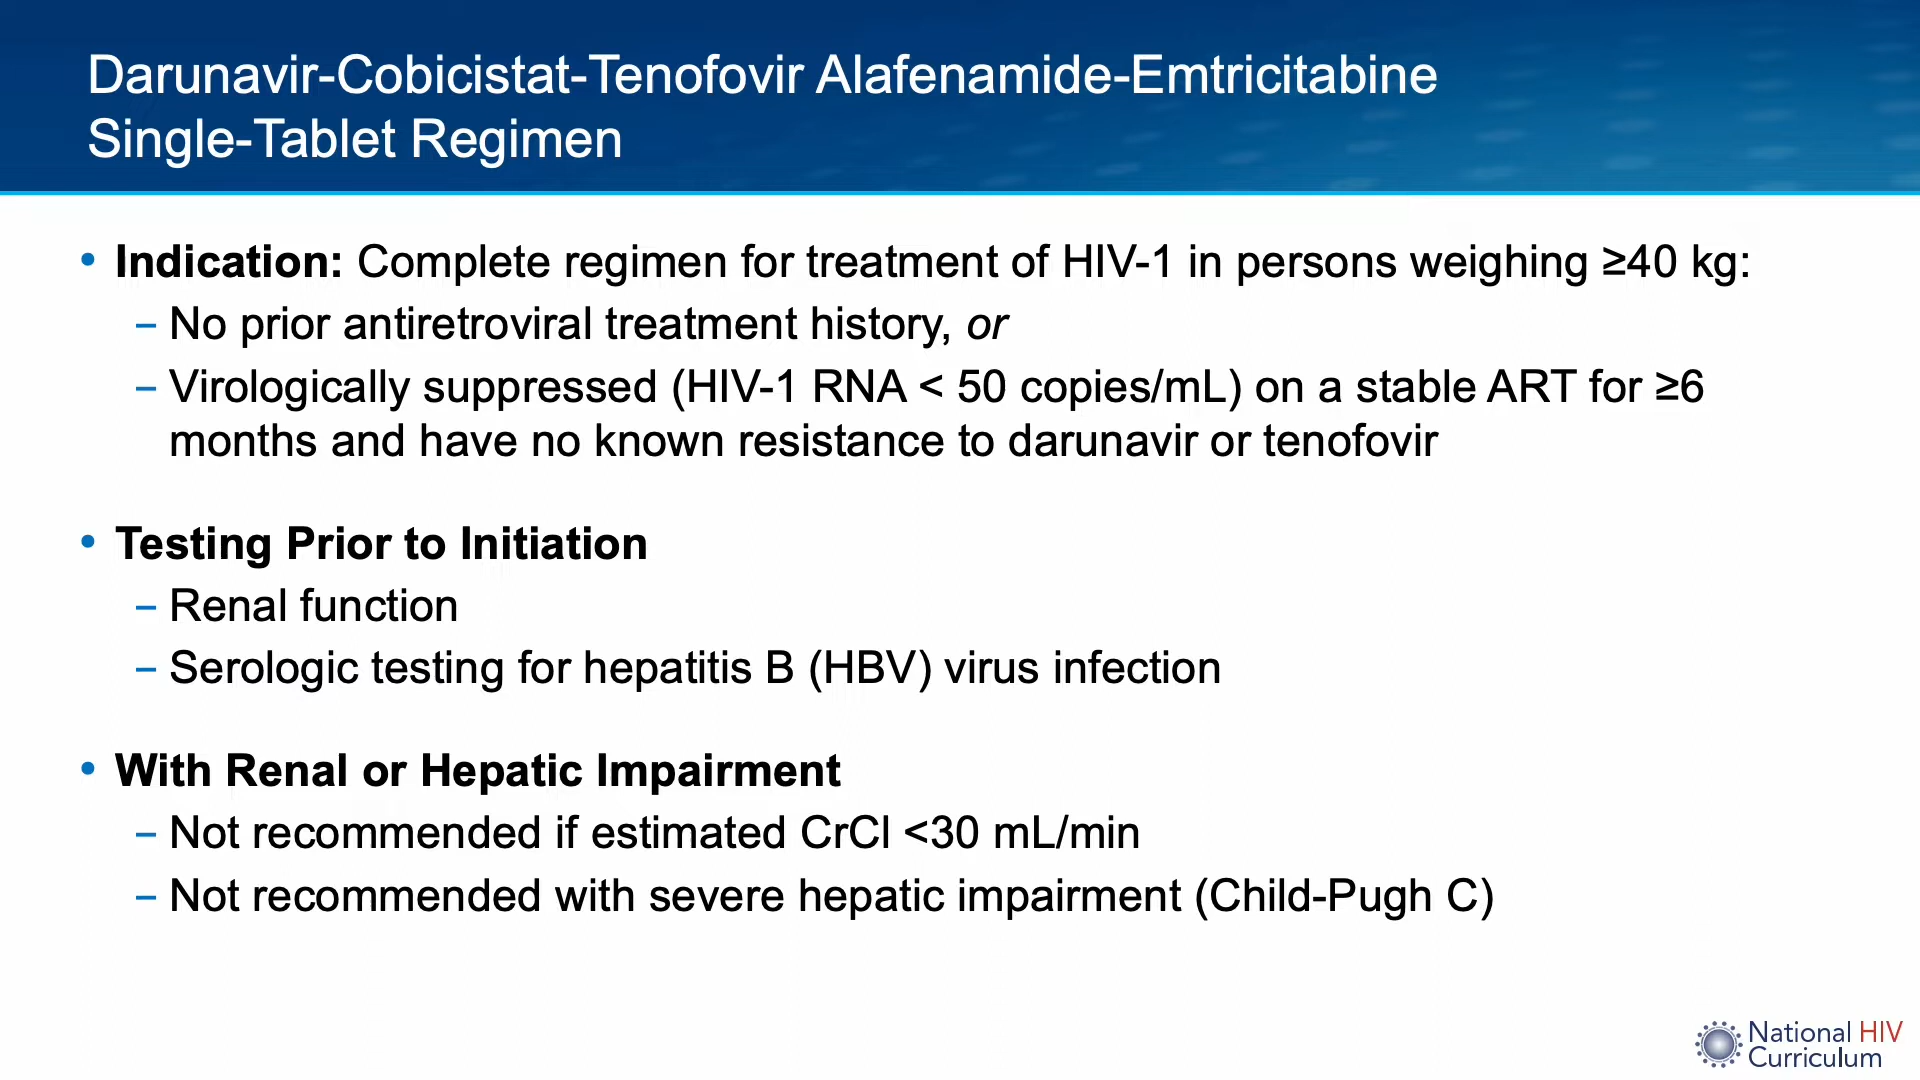 Darunavir-Cobicistat-Tenofovir Alafenamide-Emtricitabine
Single-Tablet Regimen
• Indication: Complete regimen for treatment of HIV-1 in persons weighing ≥40 kg:
– No prior antiretroviral treatment history, or
– Virologically suppressed (HIV-1 RNA < 50 copies/mL) on a stable ART for ≥6
months and have no known resistance to darunavir or tenofovir
• Testing Prior to Initiation
– Renal function
– Serologic testing for hepatitis B (HBV) virus infection
• With Renal or Hepatic Impairment
– Not recommended if estimated CrCl <30 mL/min
– Not recommended with severe hepatic impairment (Child-Pugh C)
National HIV
Curriculum